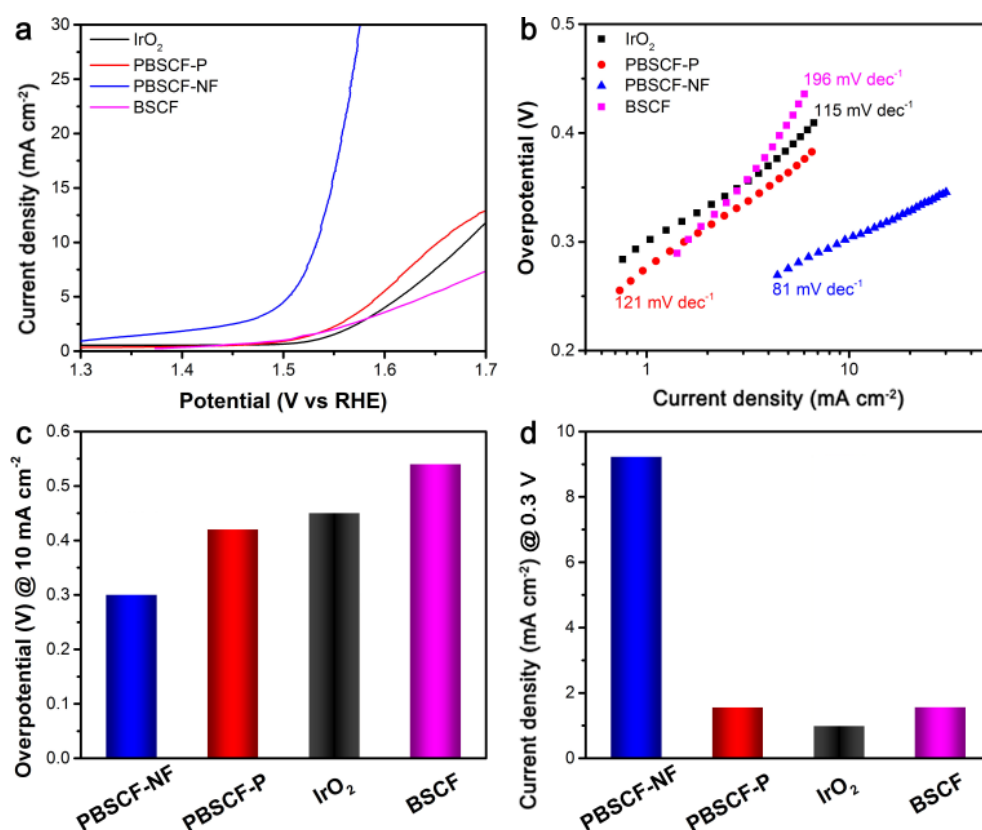 a
30
25
20
15
10
5
0
Current density (mA cm⁻²)
IrO₂
PBSCF-P
PBSCF-NF
BSCF
1.3 1.4 1.5 1.6 1.7
Potential (V vs RHE)
b
0.5
0.4
0.3
0.2
Overpotential (V)
IrO₂
PBSCF-P
PBSCF-NF
BSCF
196 mV dec⁻¹
115 mV dec⁻¹
121 mV dec⁻¹
81 mV dec⁻¹
1 10
Current density (mA cm⁻²)
c
0.6
0.5
0.4
0.3
0.2
0.1
0.0
Overpotential (V) @ 10 mA cm⁻²
PBSCF-NF PBSCF-P IrO₂ BSCF
d
10
8
6
4
2
0
Current density (mA cm⁻²) @ 0.3 V
PBSCF-NF PBSCF-P IrO₂ BSCF